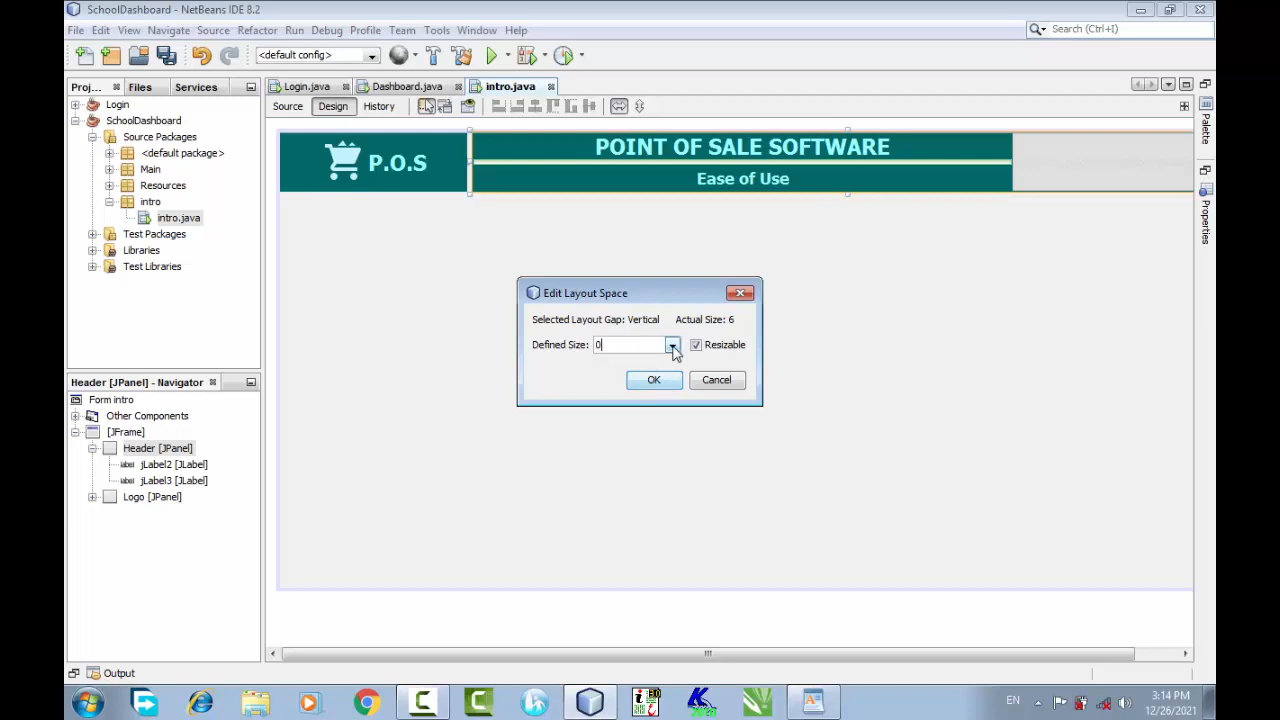 SchoolDashboard - NetBeans IDE 8.2
File Edit View Navigate Source Refactor Run Debug Profile Team Tools Window Help
Search (Ctrl+I)
<default config>
Proj... Files Services
Login.java Dashboard.java intro.java
Source Design History
Login
SchoolDashboard
Source Packages
<default package>
Main
Resources
intro
intro.java
Test Packages
Libraries
Test Libraries
P.O.S
POINT OF SALE SOFTWARE
Ease of Use
Palette
Properties
Edit Layout Space
Selected Layout Gap: Vertical Actual Size: 6
Defined Size: 0 Resizable
OK Cancel
Header [JPanel] - Navigator
Form intro
Other Components
[JFrame]
Header [JPanel]
label jLabel2 [JLabel]
label jLabel3 [JLabel]
Logo [JPanel]
Output
EN
3:14 PM
12/26/2021